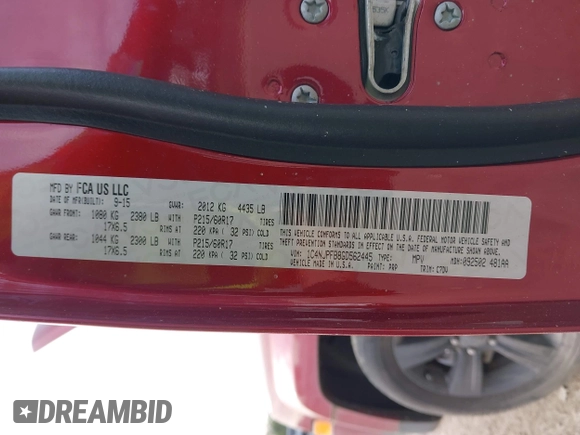 MFD BY FCA US LLC
DATE OF MFR(BUILT): 9-15 GVWR: 2012 KG 4435 LB
GAWR FRONT: 1080 KG 2380 LB WITH P215/60R17 TIRES
17X6.5 RIMS AT 220 KPA ( 32 PSI) COLD
GAWR REAR: 1044 KG 2300 LB WITH P215/60R17 TIRES
17X6.5 RIMS AT 220 KPA ( 32 PSI) COLD
THIS VEHICLE CONFORMS TO ALL APPLICABLE U.S.A. FEDERAL MOTOR VEHICLE SAFETY AND
THEFT PREVENTION STANDARDS IN EFFECT ON THE DATE OF MANUFACTURE SHOWN ABOVE.
VIN: 1C4NJPFB8GD562445 TYPE: MPV MDH: 092502 481AA
VEHICLE MADE IN U.S.A. PAINT: PRP TRIM: C7DV
DREAMBID